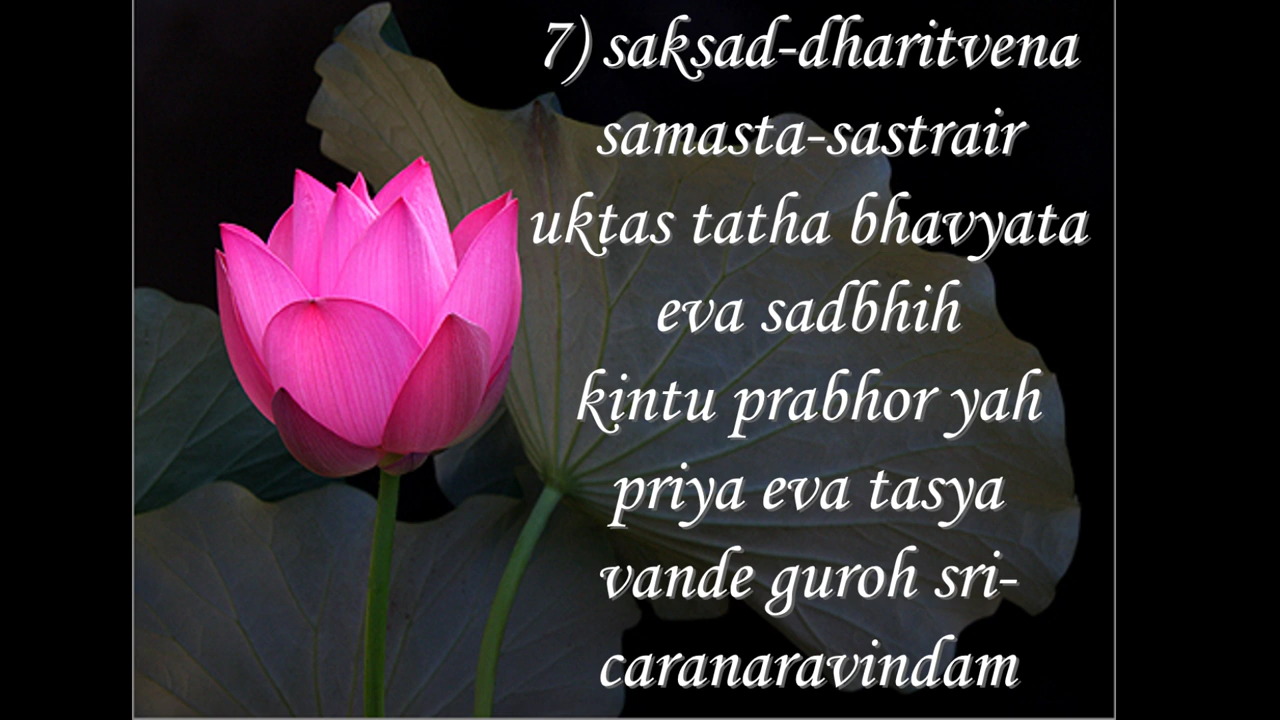 7) saksad-dharitvena
samasta-sastrair
uktas tatha bhavyata
eva sadbhih
kintu prabhor yah
priya eva tasya
vande guroh sri-
caranaravindam